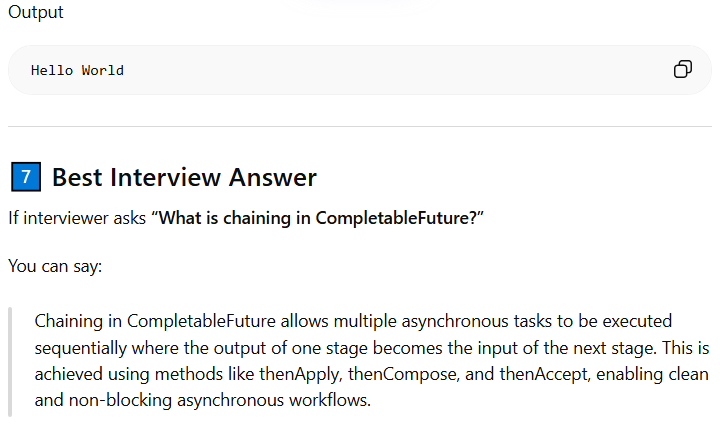 Output
Hello World
7 Best Interview Answer
If interviewer asks “What is chaining in CompletableFuture?”
You can say:
Chaining in CompletableFuture allows multiple asynchronous tasks to be executed
sequentially where the output of one stage becomes the input of the next stage. This is
achieved using methods like thenApply, thenCompose, and thenAccept, enabling clean
and non-blocking asynchronous workflows.